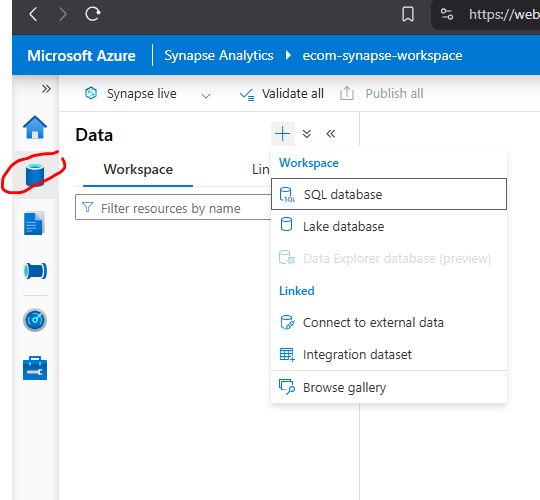 https://web
Microsoft Azure Synapse Analytics ecom-synapse-workspace
Synapse live Validate all Publish all
Data
Workspace
Workspace Lin
SQL database
Filter resources by name
Lake database
Data Explorer database (preview)
Linked
Connect to external data
Integration dataset
Browse gallery